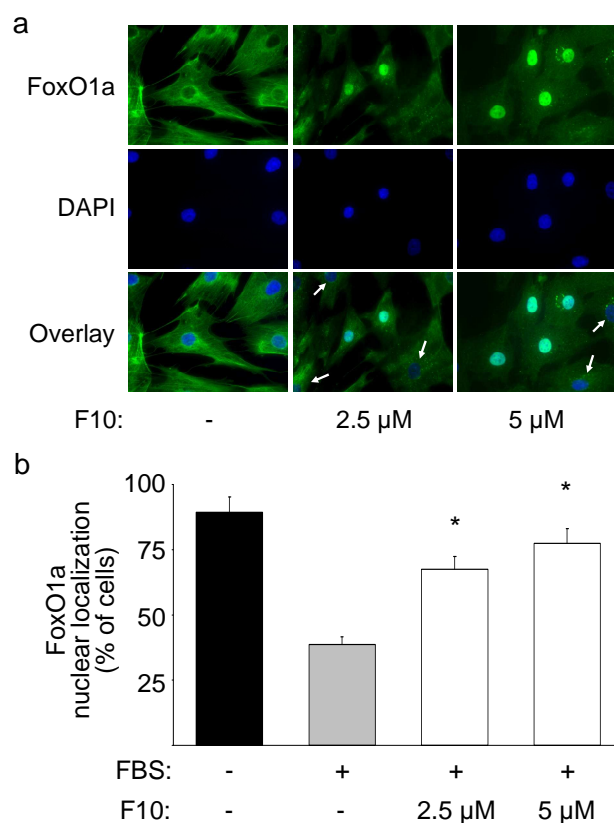 a
FoxO1a
DAPI
Overlay
F10: - 2.5 µM 5 µM
b
FoxO1a
nuclear localization
(% of cells)
100
75
50
25
* *
FBS: - + + +
F10: - - 2.5 µM 5 µM